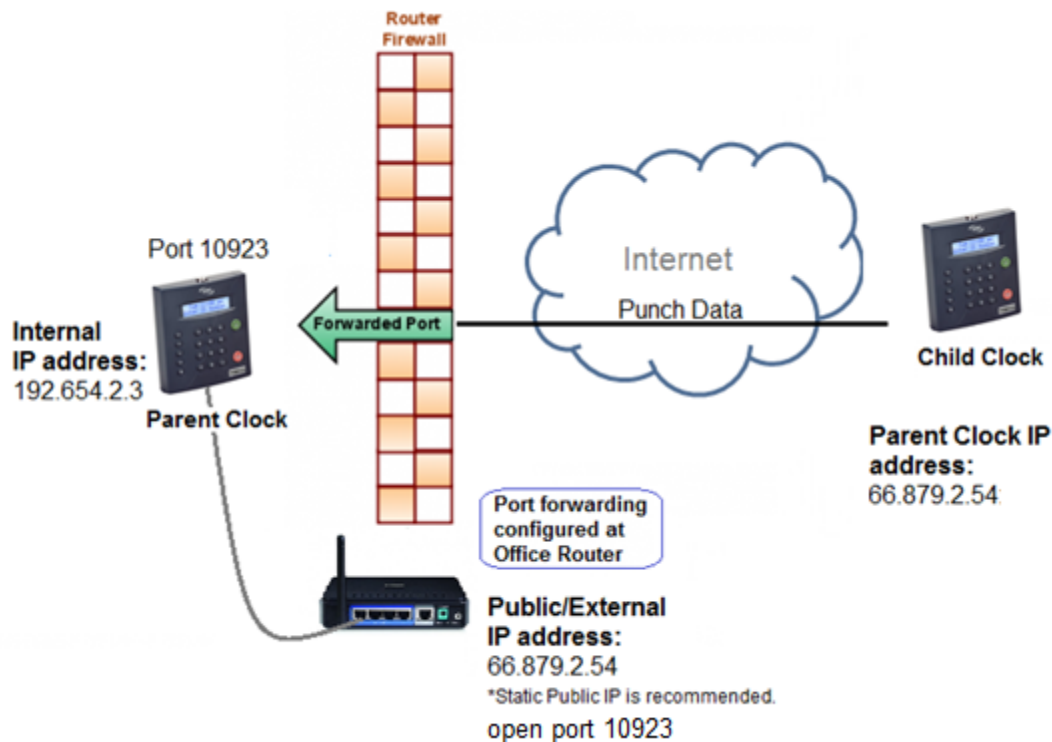 Router
Firewall
Port 10923
Forwarded Port
Internal
IP address:
192.654.2.3
Parent Clock
Internet
Punch Data
Child Clock
Parent Clock IP
address:
66.879.2.54
Port forwarding
configured at
Office Router
Public/External
IP address:
66.879.2.54
*Static Public IP is recommended.
open port 10923